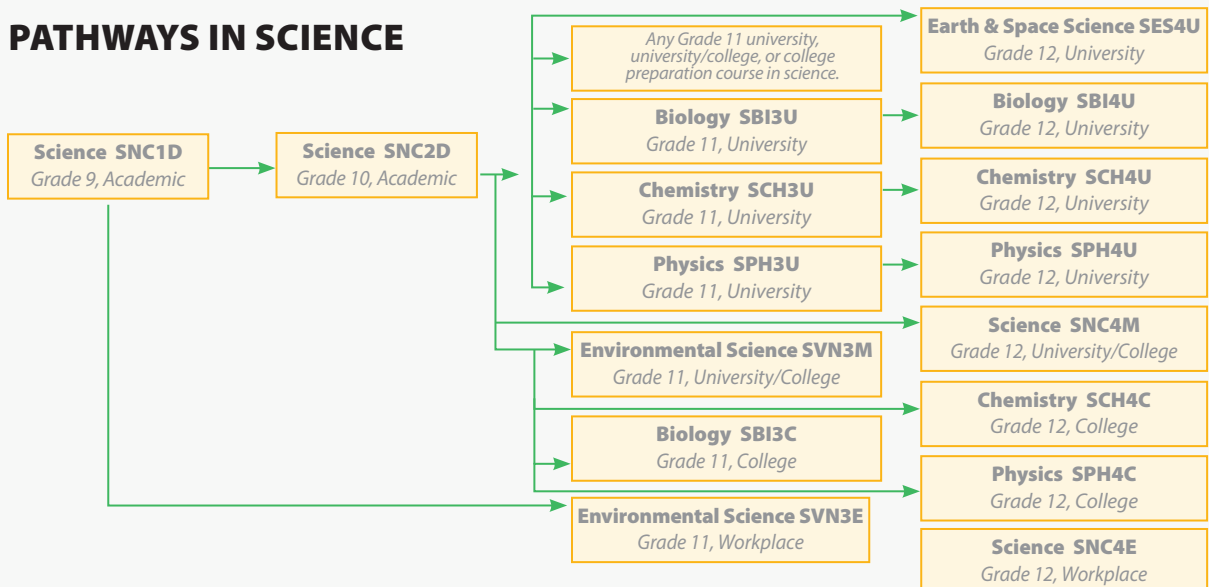 PATHWAYS IN SCIENCE
Science SNC1D
Grade 9, Academic
Science SNC2D
Grade 10, Academic
Any Grade 11 university,
university/college, or college
preparation course in science.
Biology SBI3U
Grade 11, University
Chemistry SCH3U
Grade 11, University
Physics SPH3U
Grade 11, University
Environmental Science SVN3M
Grade 11, University/College
Biology SBI3C
Grade 11, College
Environmental Science SVN3E
Grade 11, Workplace
Earth & Space Science SES4U
Grade 12, University
Biology SBI4U
Grade 12, University
Chemistry SCH4U
Grade 12, University
Physics SPH4U
Grade 12, University
Science SNC4M
Grade 12, University/College
Chemistry SCH4C
Grade 12, College
Physics SPH4C
Grade 12, College
Science SNC4E
Grade 12, Workplace